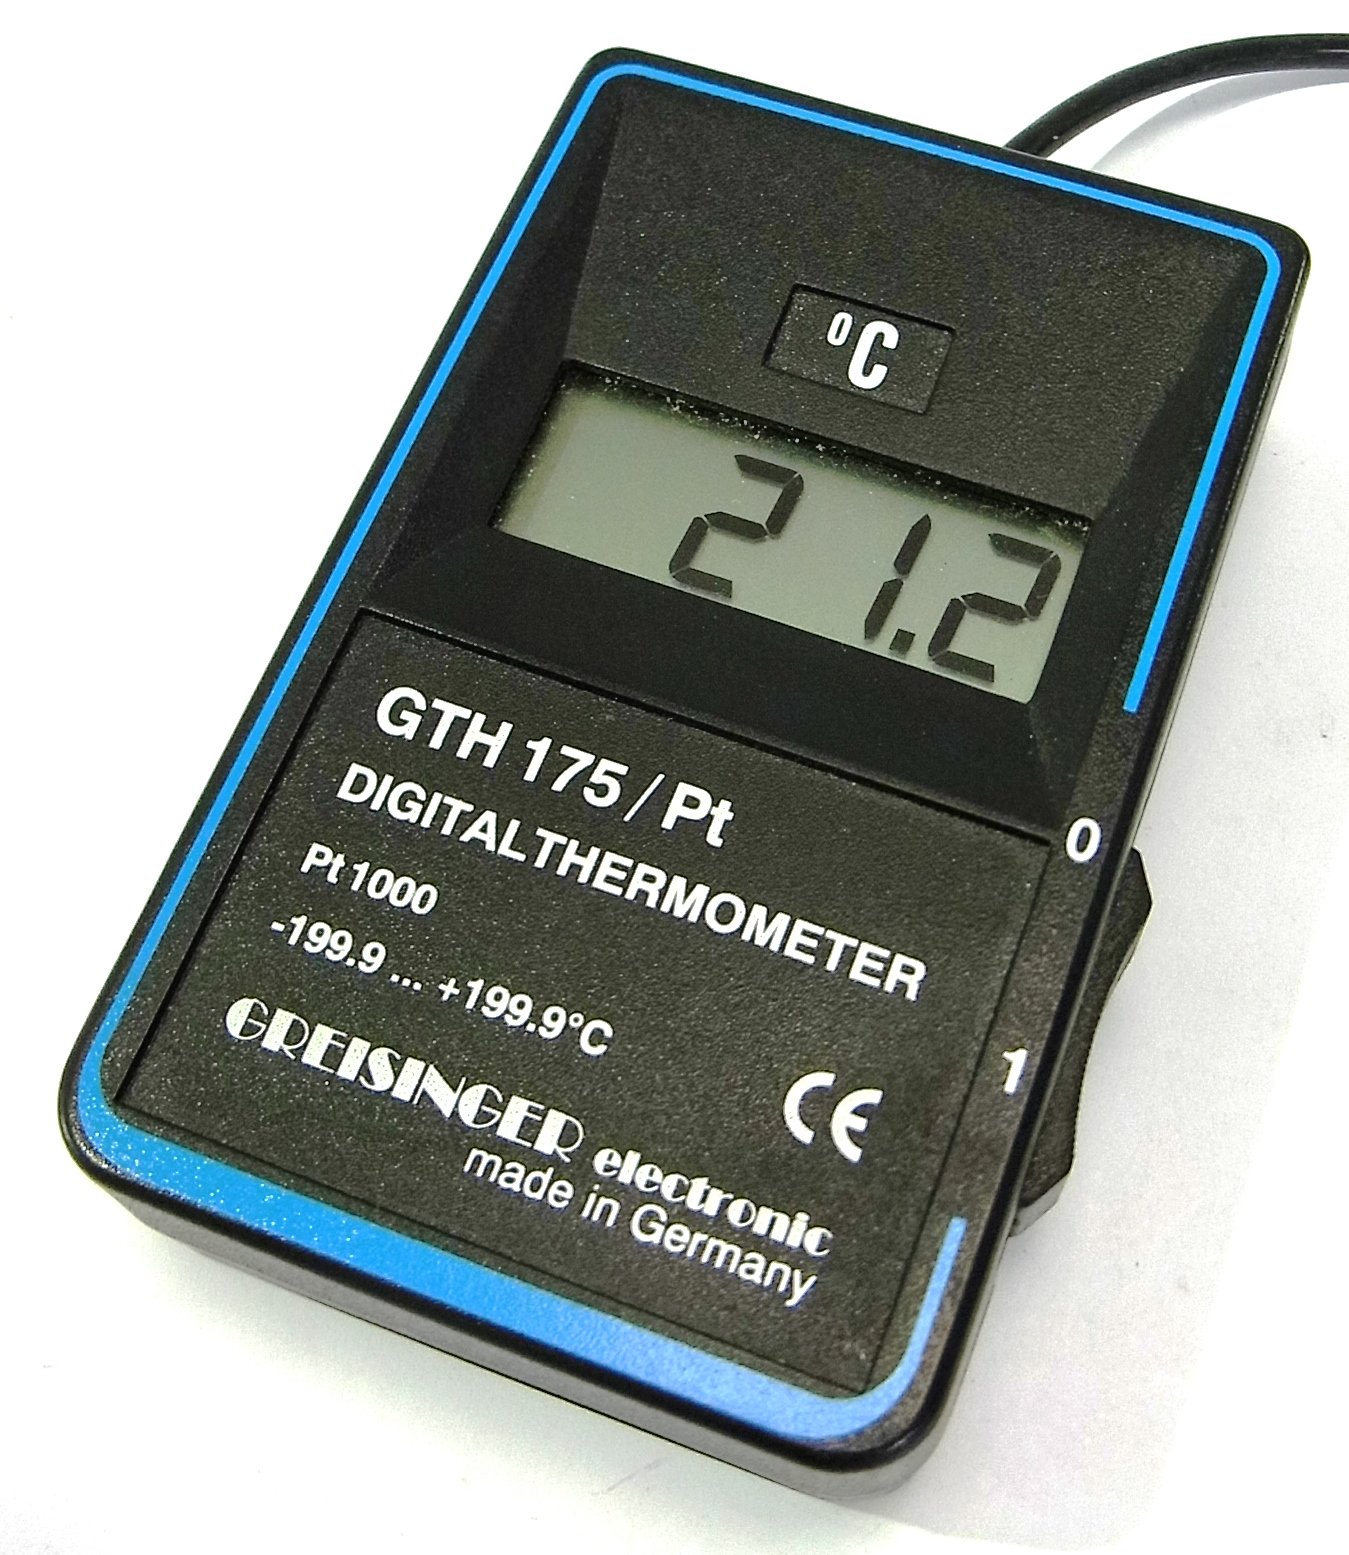 °C
21.2
GTH 175 / Pt
DIGITALTHERMOMETER
Pt 1000
-199.9 ... +199.9°C
GREISINGER electronic
made in Germany
CE
0
1